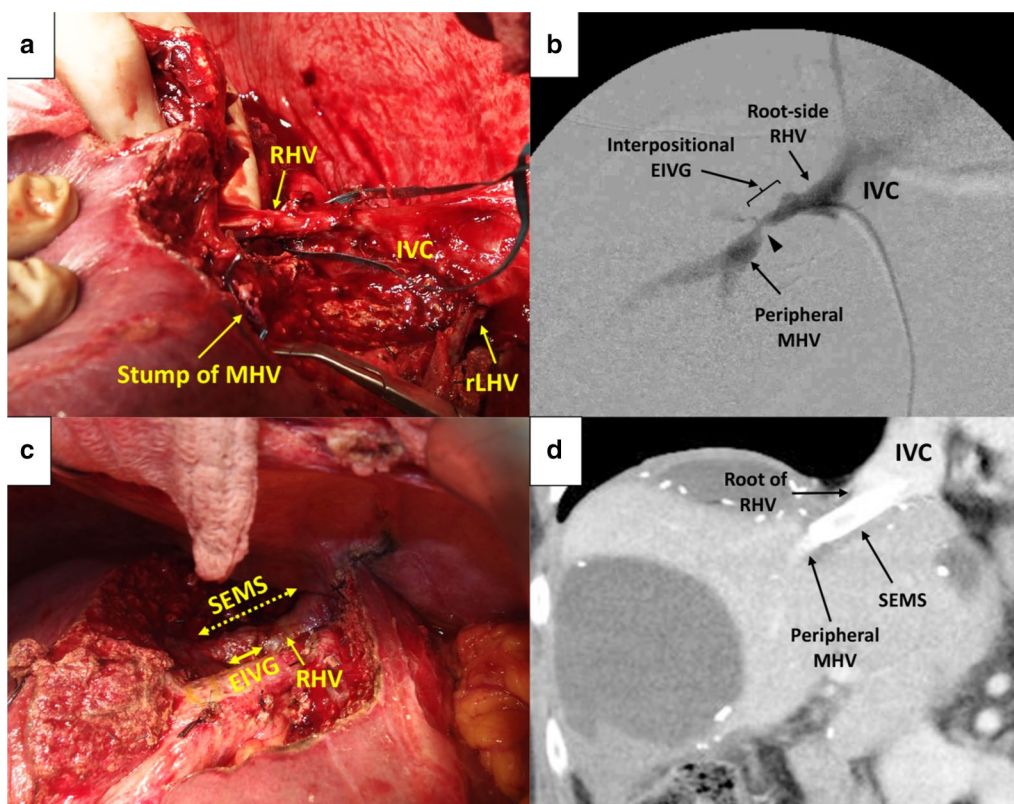 a
RHV
IVC
Stump of MHV
rLHV
b
Root-side
RHV
Interpositional
EIVG
IVC
Peripheral
MHV
c
SEMS
EIVG
RHV
d
IVC
Root of
RHV
SEMS
Peripheral
MHV